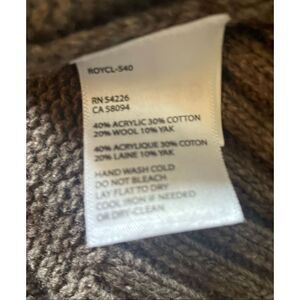 ROYCL-S40
RN 54226
CA 58094
40% ACRYLIC 30% COTTON
20% WOOL 10% YAK
40% ACRYLIQUE 30% COTON
20% LAINE 10% YAK
HAND WASH COLD
DO NOT BLEACH
LAY FLAT TO DRY
COOL IRON IF NEEDED
OR DRY-CLEAN